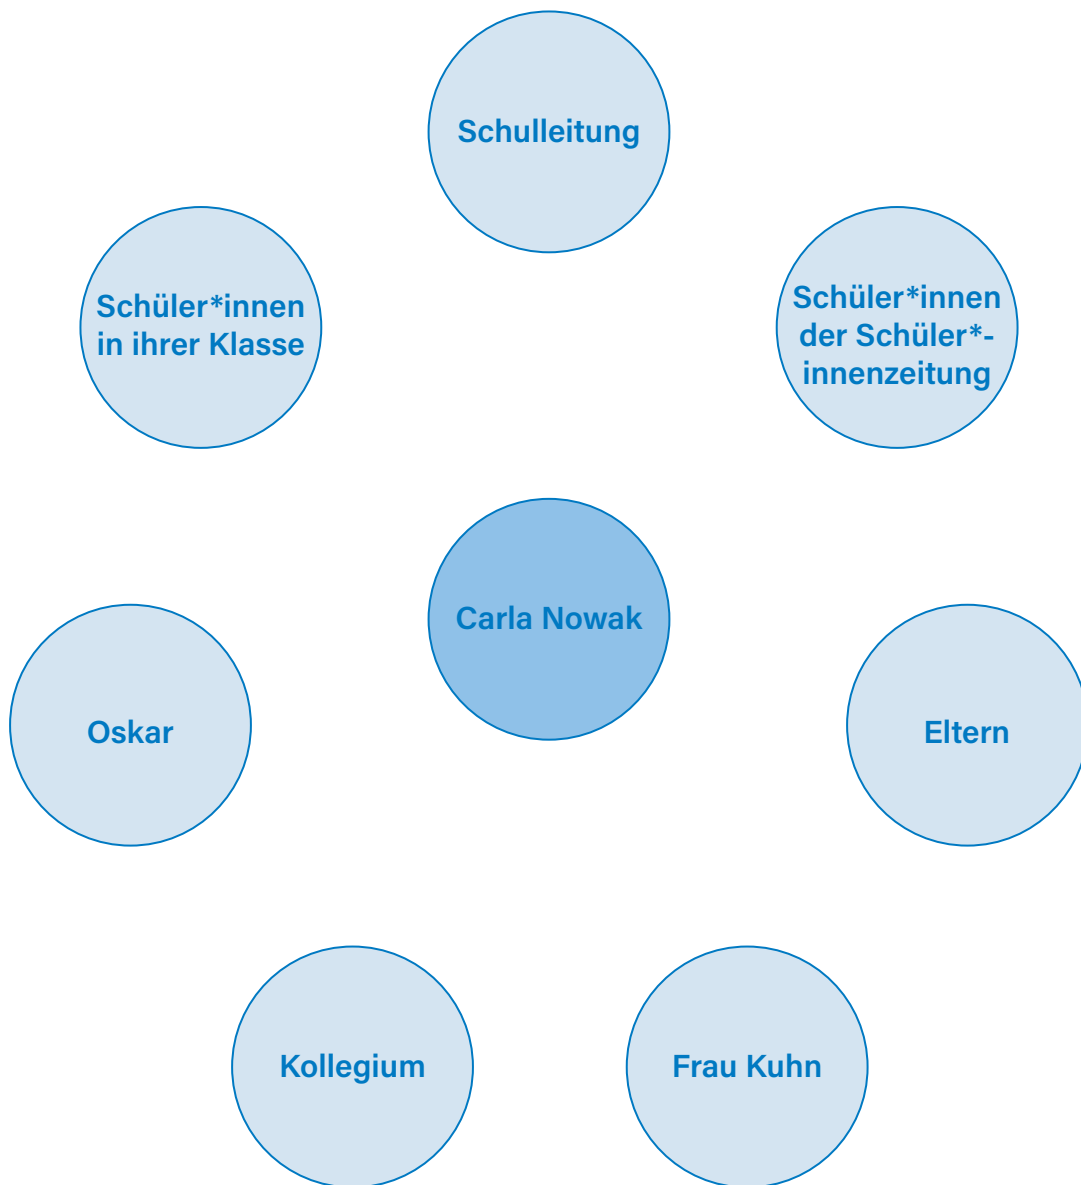 Schulleitung
Schüler*innen
in ihrer Klasse
Schüler*innen
der Schüler*-
innenzeitung
Carla Nowak
Oskar
Eltern
Kollegium
Frau Kuhn